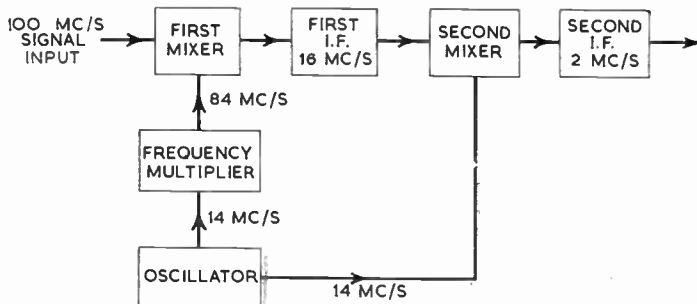 100 MC/S
SIGNAL
INPUT
FIRST
MIXER
FIRST
I.F.
16 MC/S
SECOND
MIXER
SECOND
I.F.
2 MC/S
84 MC/S
FREQUENCY
MULTIPLIER
14 MC/S
OSCILLATOR
14 MC/S